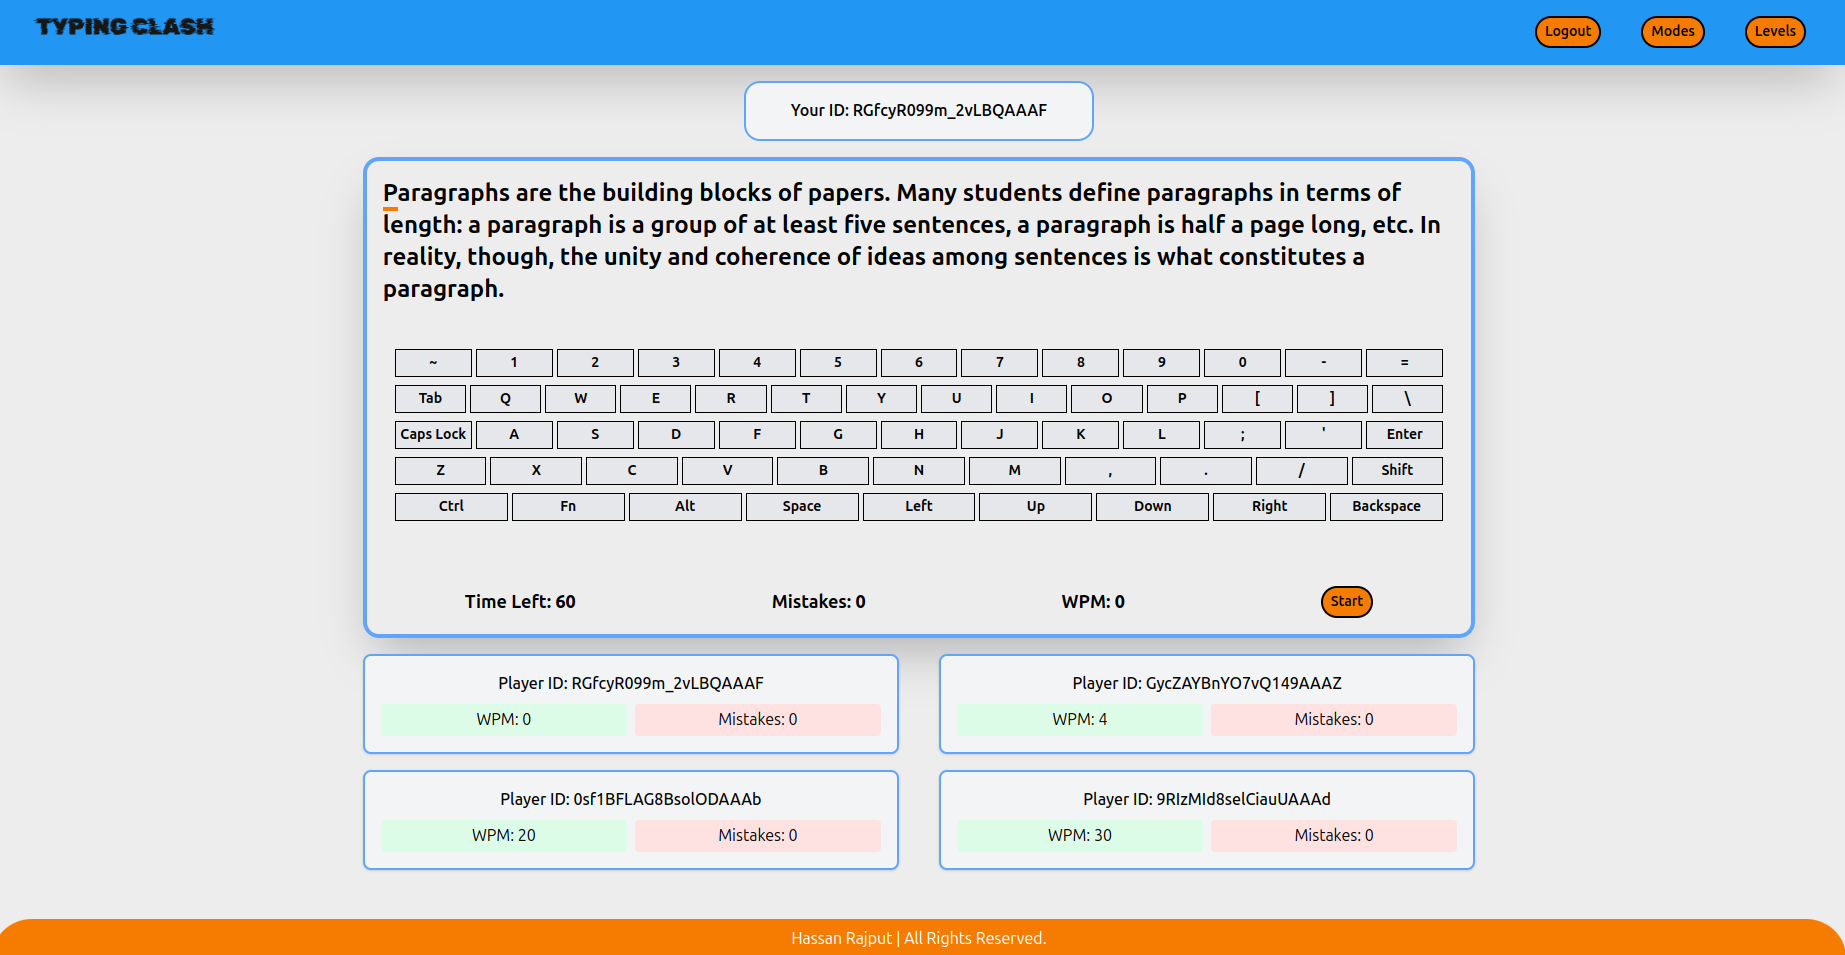 TYPING CLASH
Logout Modes Levels
Your ID: RGfcyR099m_2vLBQAAAF
Paragraphs are the building blocks of papers. Many students define paragraphs in terms of
length: a paragraph is a group of at least five sentences, a paragraph is half a page long, etc. In
reality, though, the unity and coherence of ideas among sentences is what constitutes a
paragraph.
~ 1 2 3 4 5 6 7 8 9 0 - =
Tab Q W E R T Y U I O P [ ] \
Caps Lock A S D F G H J K L ; ' Enter
Z X C V B N M , . / Shift
Ctrl Fn Alt Space Left Up Down Right Backspace
Time Left: 60 Mistakes: 0 WPM: 0 Start
Player ID: RGfcyR099m_2vLBQAAAF
WPM: 0 Mistakes: 0
Player ID: GycZAYBnYO7vQ149AAAZ
WPM: 4 Mistakes: 0
Player ID: 0sf1BFLAG8BsolODAAAb
WPM: 20 Mistakes: 0
Player ID: 9RIzMId8selCiauUAAAd
WPM: 30 Mistakes: 0
Hassan Rajput | All Rights Reserved.